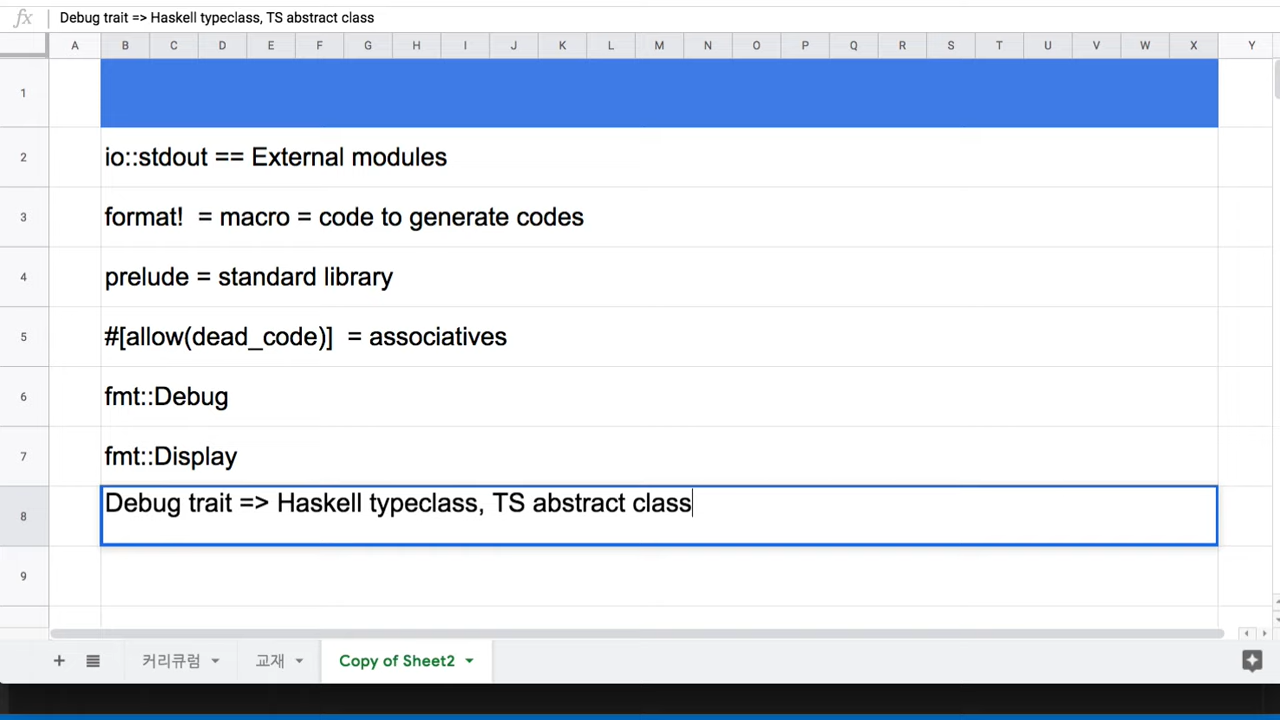 fx Debug trait => Haskell typeclass, TS abstract class
A B C D E F G H I J K L M N O P Q R S T U V W X Y
1
2 io::stdout == External modules
3 format!  = macro = code to generate codes
4 prelude = standard library
5 #[allow(dead_code)]  = associatives
6 fmt::Debug
7 fmt::Display
8 Debug trait => Haskell typeclass, TS abstract class
9
+ 커리큘럼 교재 Copy of Sheet2